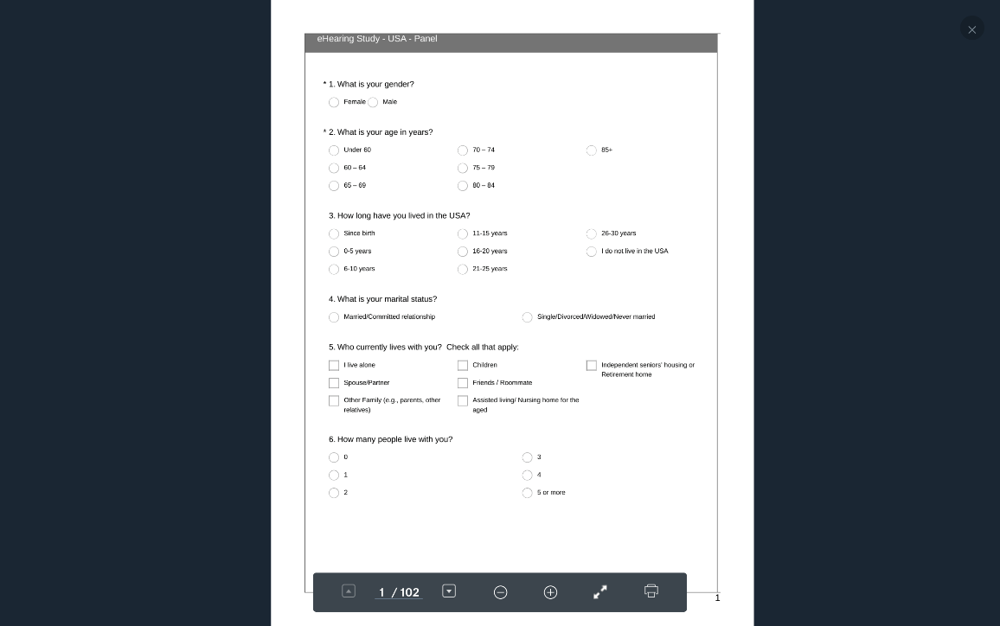 eHearing Study - USA - Panel
* 1. What is your gender?
Female Male
* 2. What is your age in years?
Under 60 70 – 74 85+
60 – 64 75 – 79
65 – 69 80 – 84
3. How long have you lived in the USA?
Since birth 11-15 years 26-30 years
0-5 years 16-20 years I do not live in the USA
6-10 years 21-25 years
4. What is your marital status?
Married/Committed relationship Single/Divorced/Widowed/Never married
5. Who currently lives with you?  Check all that apply:
I live alone Children Independent seniors' housing or
Retirement home
Spouse/Partner Friends / Roommate
Other Family (e.g., parents, other Assisted living/ Nursing home for the
relatives) aged
6. How many people live with you?
0 3
1 4
2 5 or more
1 / 102
1